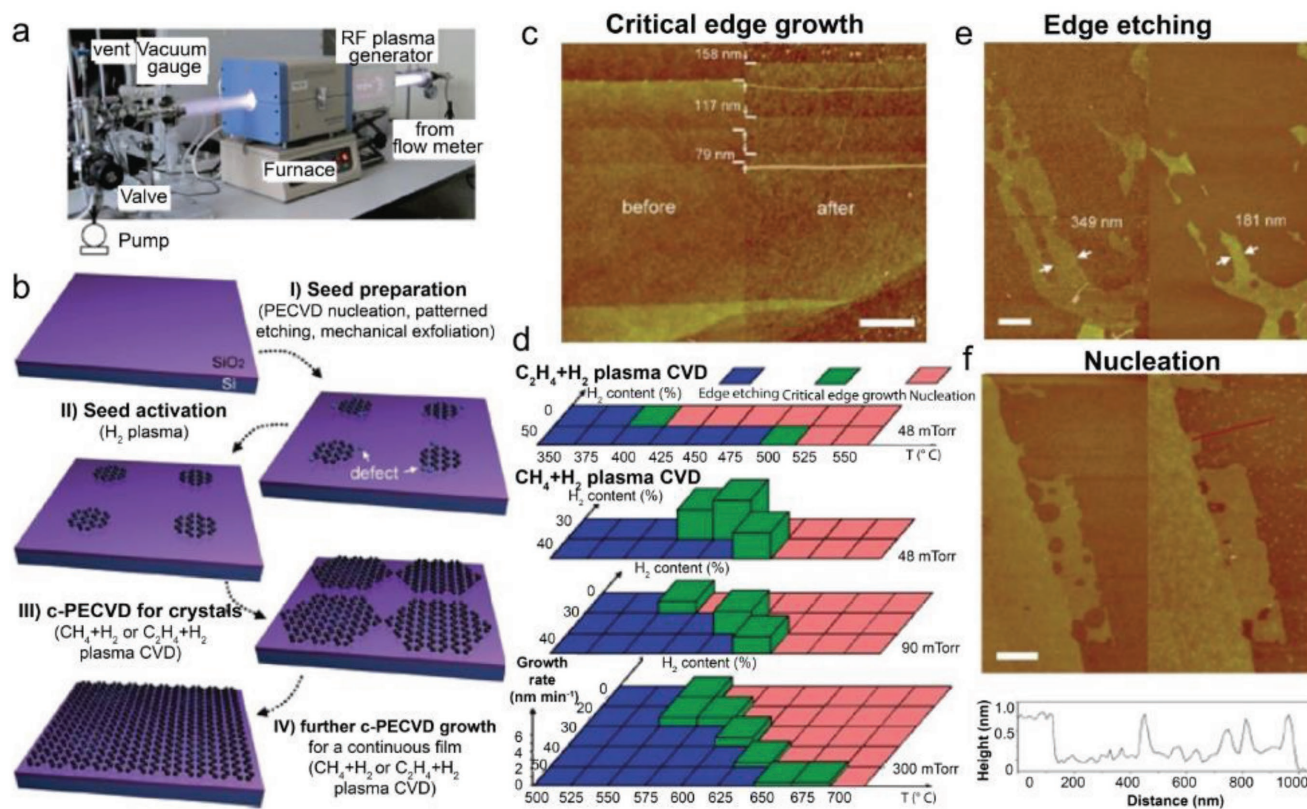 a
vent
Vacuum
gauge
RF plasma
generator
from
flow meter
Furnace
Valve
Pump
b
SiO₂
Si
I) Seed preparation
(PECVD nucleation, patterned
etching, mechanical exfoliation)
II) Seed activation
(H₂ plasma)
defect
III) c-PECVD for crystals
(CH₄+H₂ or C₂H₄+H₂
plasma CVD)
IV) further c-PECVD growth
for a continuous film
(CH₄+H₂ or C₂H₄+H₂
plasma CVD)
Critical edge growth
c
158 nm
117 nm
79 nm
before
after
d
C₂H₄+H₂ plasma CVD
H₂ content (%)
Edge etching
Critical edge growth
Nucleation
0
50
48 mTorr
350 375 400 425 450 475 500 525 550
T (° C)
CH₄+H₂ plasma CVD
H₂ content (%)
30
40
48 mTorr
H₂ content (%)
0
30
40
90 mTorr
H₂ content (%)
Growth
rate
(nm min⁻¹)
0
20
30
40
50
6
4
2
0
300 mTorr
500 525 550 575 600 625 650 675 700
T (° C)
Edge etching
e
349 nm
181 nm
Nucleation
f
Height
(nm)
1.0
0.5
0
0 200 400 600 800 1000
Distance (nm)